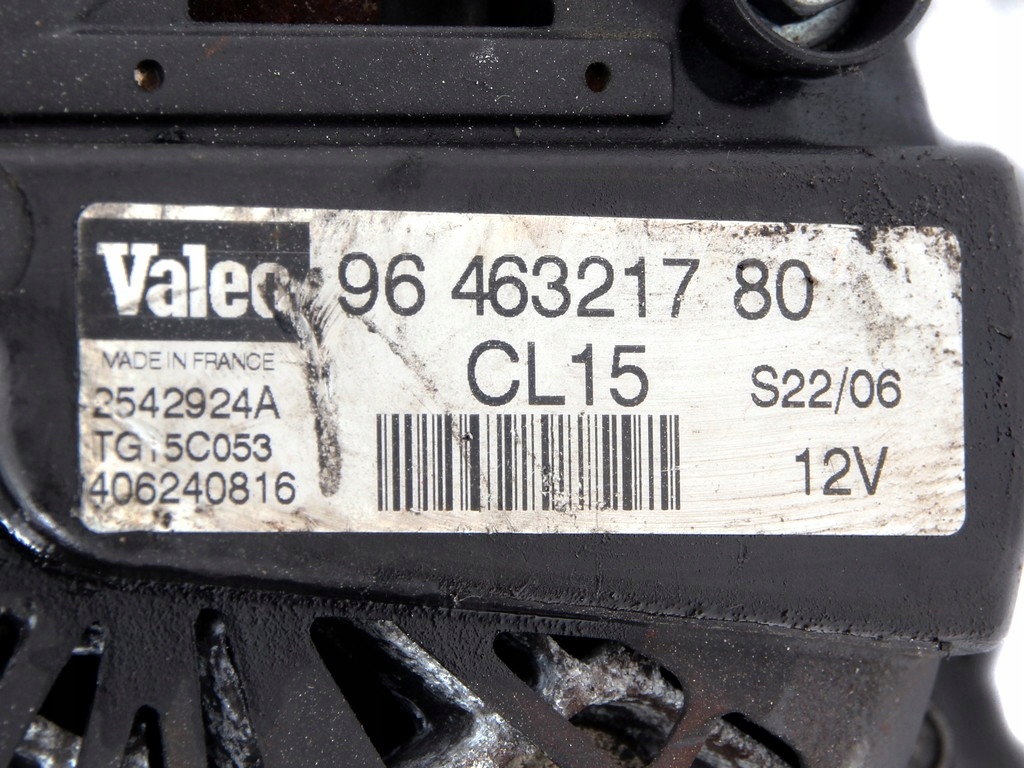 Valeo 96 463217 80
MADE IN FRANCE
CL15
2542924A
S22/06
TG15C053
406240816
12V